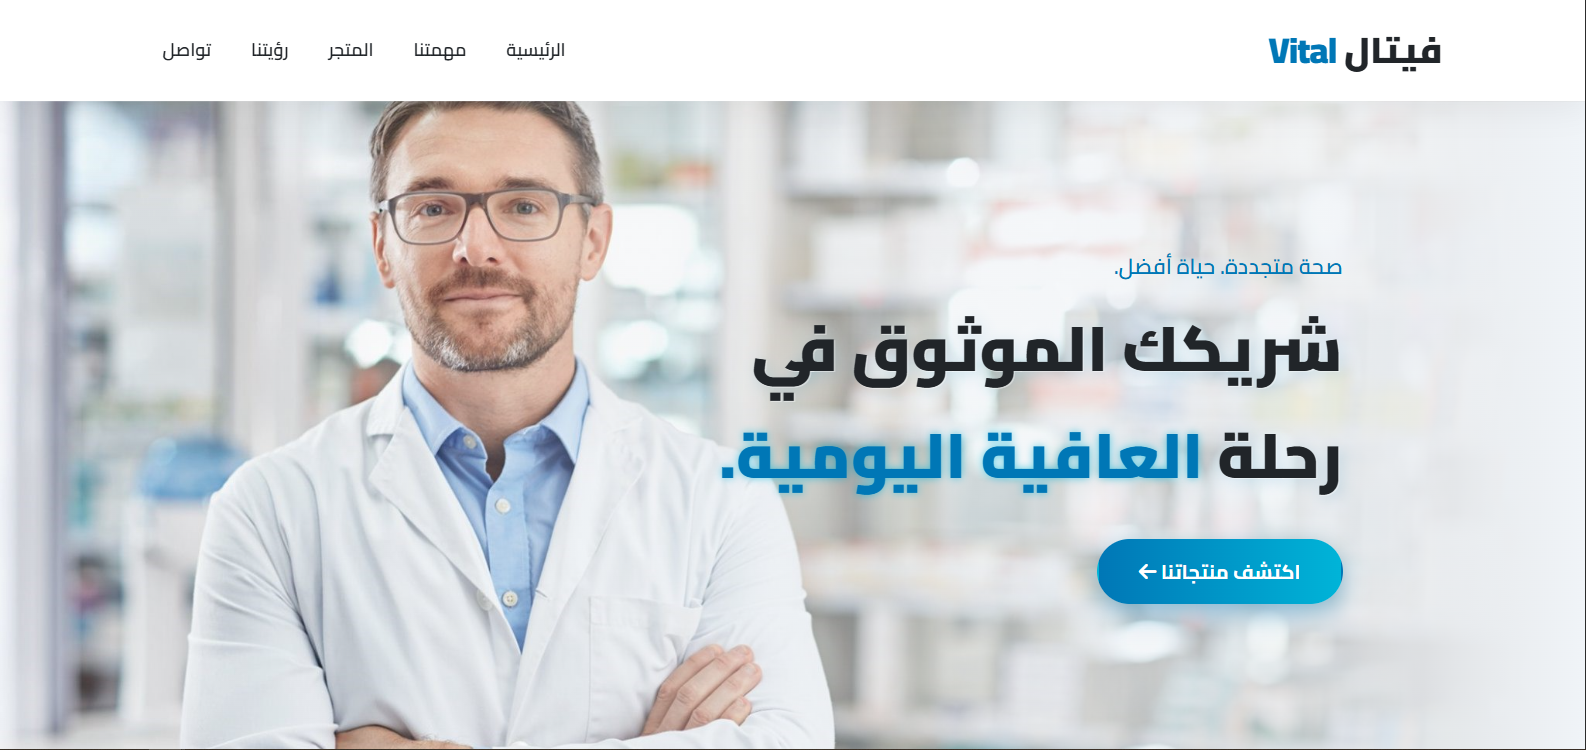 فيتال Vital
الرئيسية مهمتنا المتجر رؤيتنا تواصل
صحة متجددة. حياة أفضل.
شريكك الموثوق في
رحلة العافية اليومية.
اكتشف منتجاتنا ←